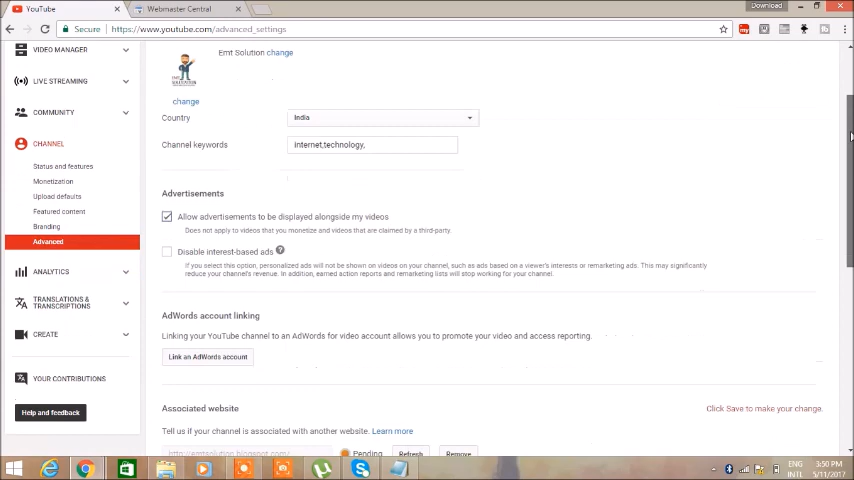 YouTube
Webmaster Central
Download
Secure
https://www.youtube.com/advanced_settings
my
VIDEO MANAGER
LIVE STREAMING
COMMUNITY
CHANNEL
Status and features
Monetization
Upload defaults
Featured content
Branding
Advanced
ANALYTICS
TRANSLATIONS &
TRANSCRIPTIONS
CREATE
YOUR CONTRIBUTIONS
Help and feedback
Emt Solution change
change
Country
India
Channel keywords
internet,technology,
Advertisements
Allow advertisements to be displayed alongside my videos
Does not apply to videos that you monetize and videos that are claimed by a third-party.
Disable interest-based ads
If you select this option, personalized ads will not be shown on videos on your channel, such as ads based on a viewer's interests or remarketing ads. This may significantly
reduce your channel's revenue. In addition, earned action reports and remarketing lists will stop working for your channel.
AdWords account linking
Linking your YouTube channel to an AdWords for video account allows you to promote your video and access reporting.
Link an AdWords account
Associated website
Click Save to make your change.
Tell us if your channel is associated with another website. Learn more
http://emtsolution.blogspot.com/
Pending
Refresh
Remove
ENG
INTL
3:50 PM
5/11/2017